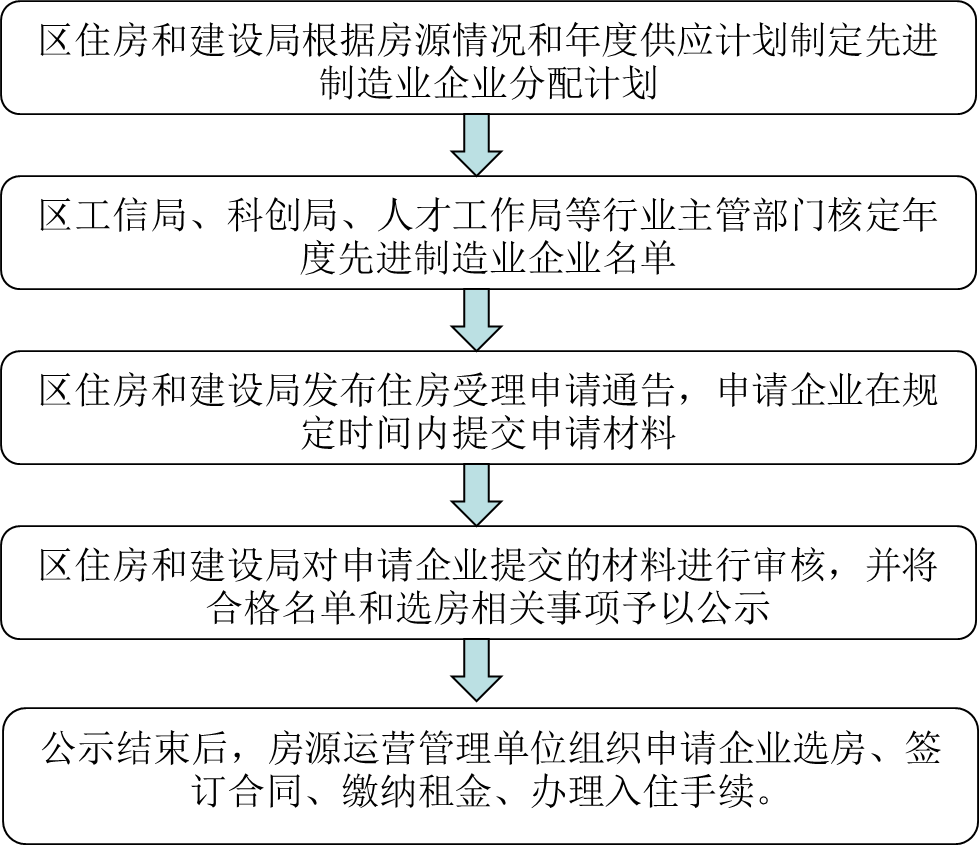 区住房和建设局根据房源情况和年度供应计划制定先进
制造业企业分配计划
区工信局、科创局、人才工作局等行业主管部门核定年
度先进制造业企业名单
区住房和建设局发布住房受理申请通告，申请企业在规
定时间内提交申请材料
区住房和建设局对申请企业提交的材料进行审核，并将
合格名单和选房相关事项予以公示
公示结束后，房源运营管理单位组织申请企业选房、签
订合同、缴纳租金、办理入住手续。